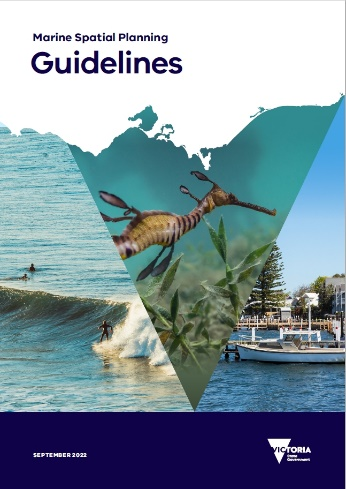 Marine Spatial Planning
Guidelines
SEPTEMBER 2022
VICTORIA
State
Government